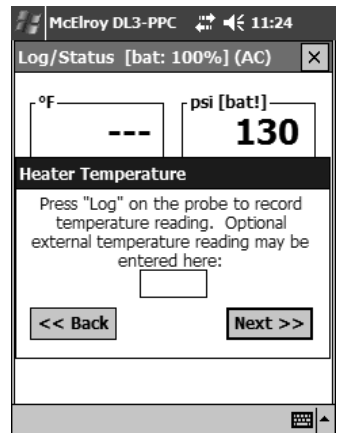 McElroy DL3-PPC 11:24
Log/Status [bat: 100%] (AC)
°F psi [bat!]
--- 130
Heater Temperature
Press "Log" on the probe to record
temperature reading. Optional
external temperature reading may be
entered here:
<< Back Next >>